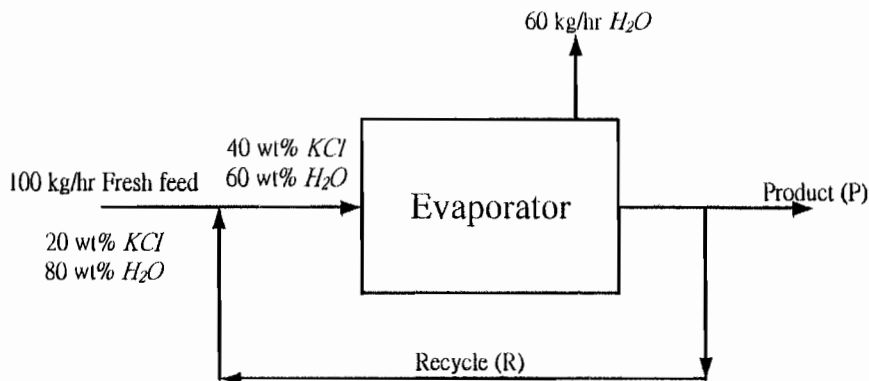 60 kg/hr H₂O
40 wt% KCl
60 wt% H₂O
100 kg/hr Fresh feed
Evaporator
Product (P)
20 wt% KCl
80 wt% H₂O
Recycle (R)